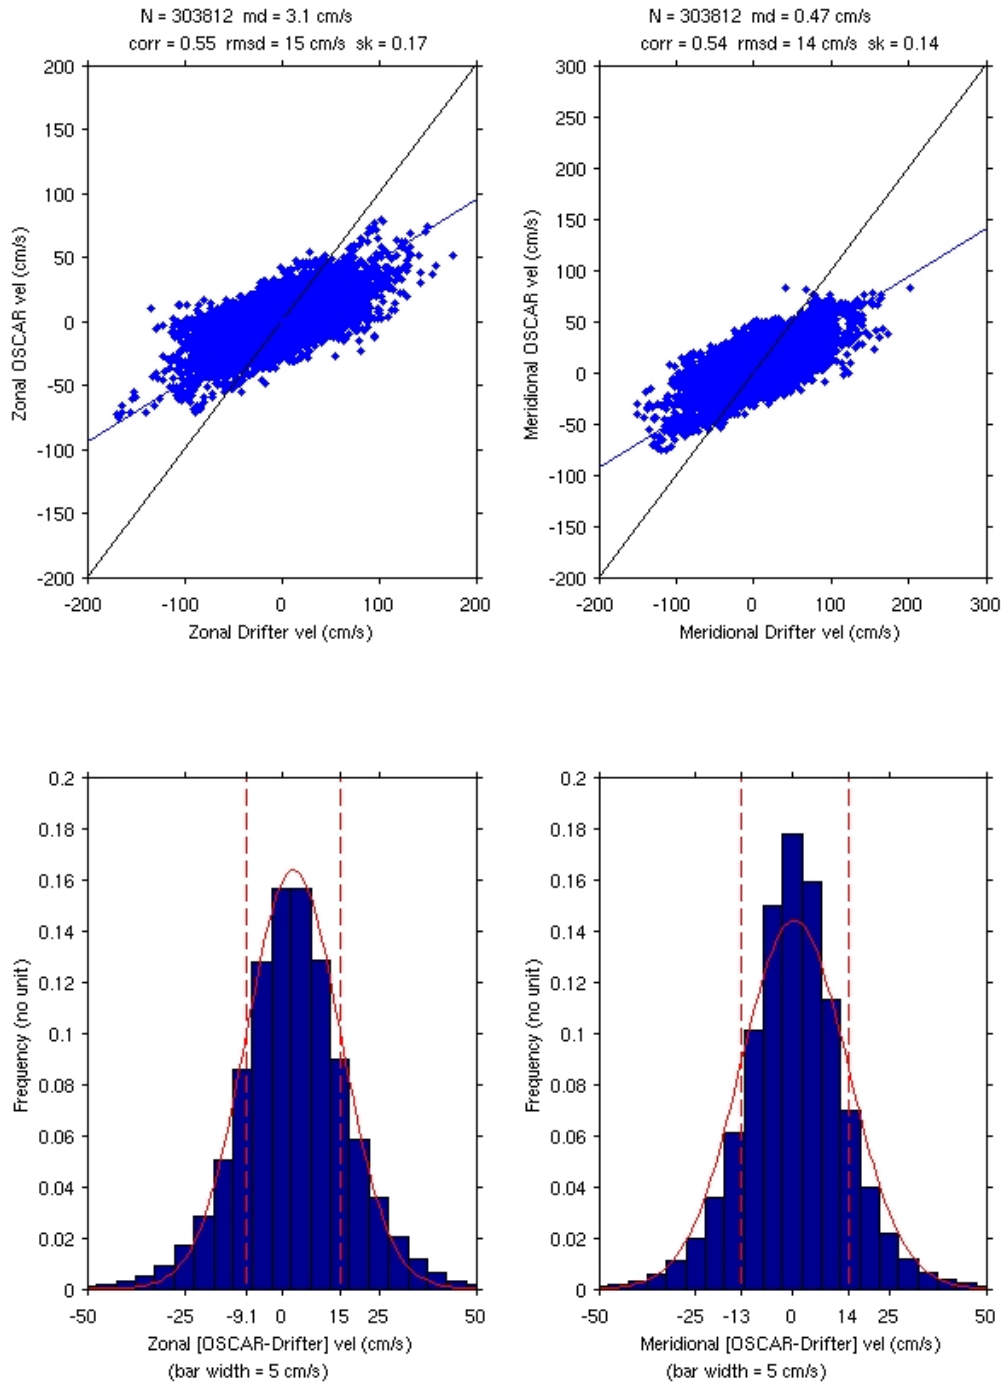 N = 303812 md = 3.1 cm/s
corr = 0.55 rmsd = 15 cm/s sk = 0.17
N = 303812 md = 0.47 cm/s
corr = 0.54 rmsd = 14 cm/s sk = 0.14
200
150
100
50
0
-50
-100
-150
-200
Zonal OSCAR vel (cm/s)
-200 -100 0 100 200
Zonal Drifter vel (cm/s)
300
250
200
150
100
50
0
-50
-100
-150
-200
Meridional OSCAR vel (cm/s)
-200 -100 0 100 200 300
Meridional Drifter vel (cm/s)
0.2
0.18
0.16
0.14
0.12
0.1
0.08
0.06
0.04
0.02
0
Frequency (no unit)
-50 -25 -9.1 0 15 25 50
Zonal [OSCAR-Drifter] vel (cm/s)
(bar width = 5 cm/s)
0.2
0.18
0.16
0.14
0.12
0.1
0.08
0.06
0.04
0.02
0
Frequency (no unit)
-50 -25 -13 0 14 25 50
Meridional [OSCAR-Drifter] vel (cm/s)
(bar width = 5 cm/s)